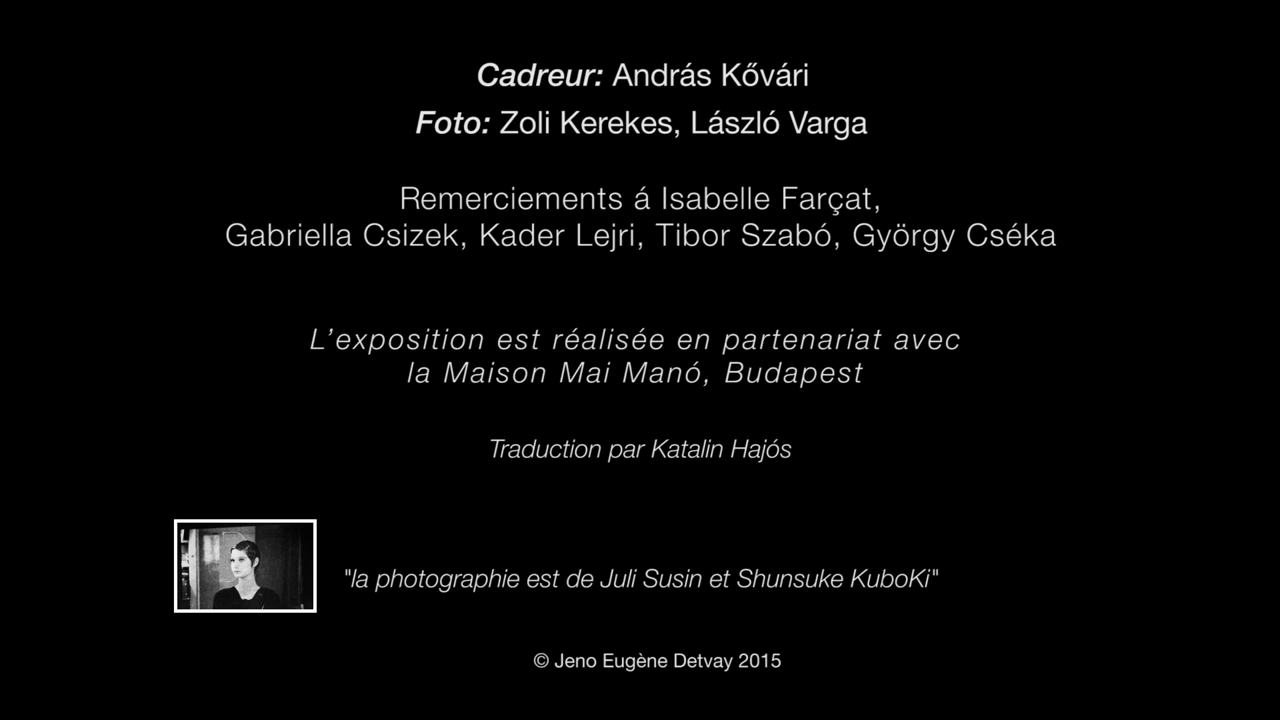 Cadreur: András Kővári
Foto: Zoli Kerekes, László Varga
Remerciements á Isabelle Farçat,
Gabriella Csizek, Kader Lejri, Tibor Szabó, György Cséka
L’exposition est réalisée en partenariat avec
la Maison Mai Manó, Budapest
Traduction par Katalin Hajós
"la photographie est de Juli Susin et Shunsuke KuboKi"
© Jeno Eugène Detvay 2015